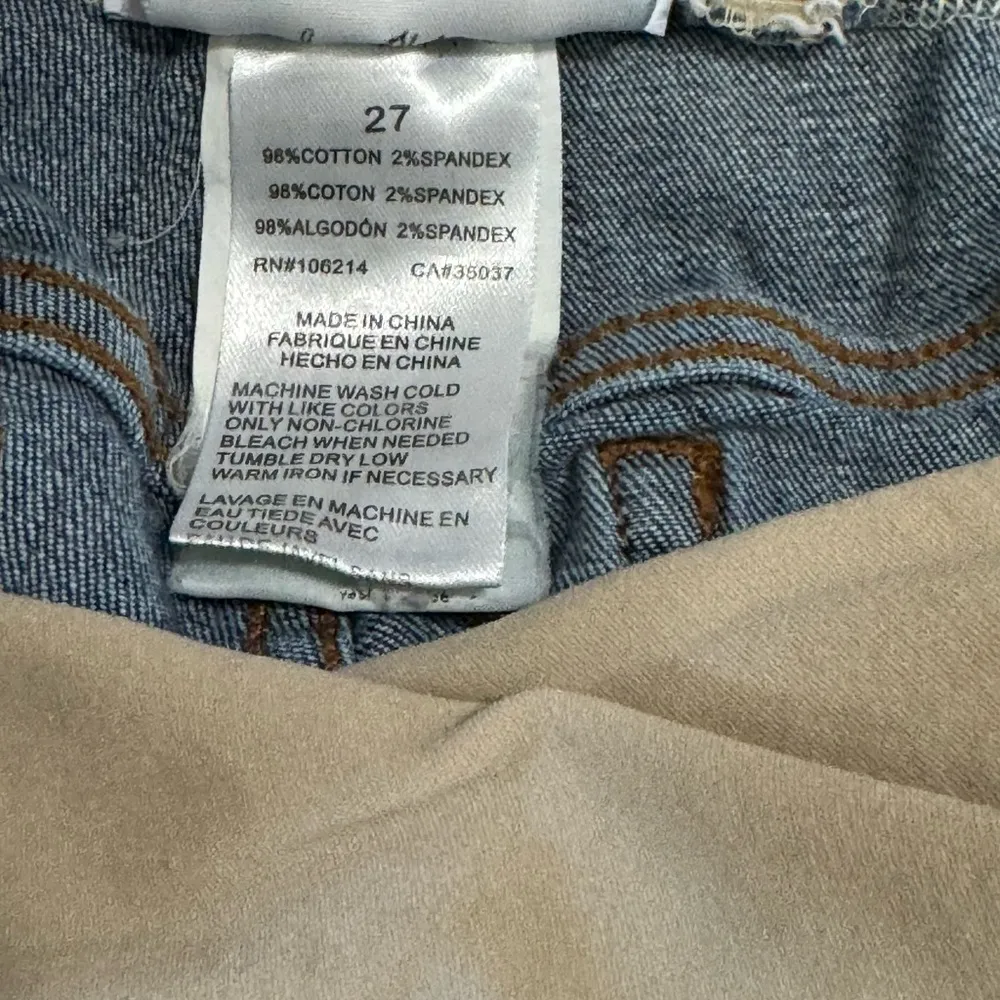 27
98%COTTON 2%SPANDEX
98%COTON 2%SPANDEX
98%ALGODÓN 2%SPANDEX
RN#106214 CA#35037
MADE IN CHINA
FABRIQUE EN CHINE
HECHO EN CHINA
MACHINE WASH COLD
WITH LIKE COLORS
ONLY NON-CHLORINE
BLEACH WHEN NEEDED
TUMBLE DRY LOW
WARM IRON IF NECESSARY
LAVAGE EN MACHINE EN
EAU TIEDE AVEC
COULEURS